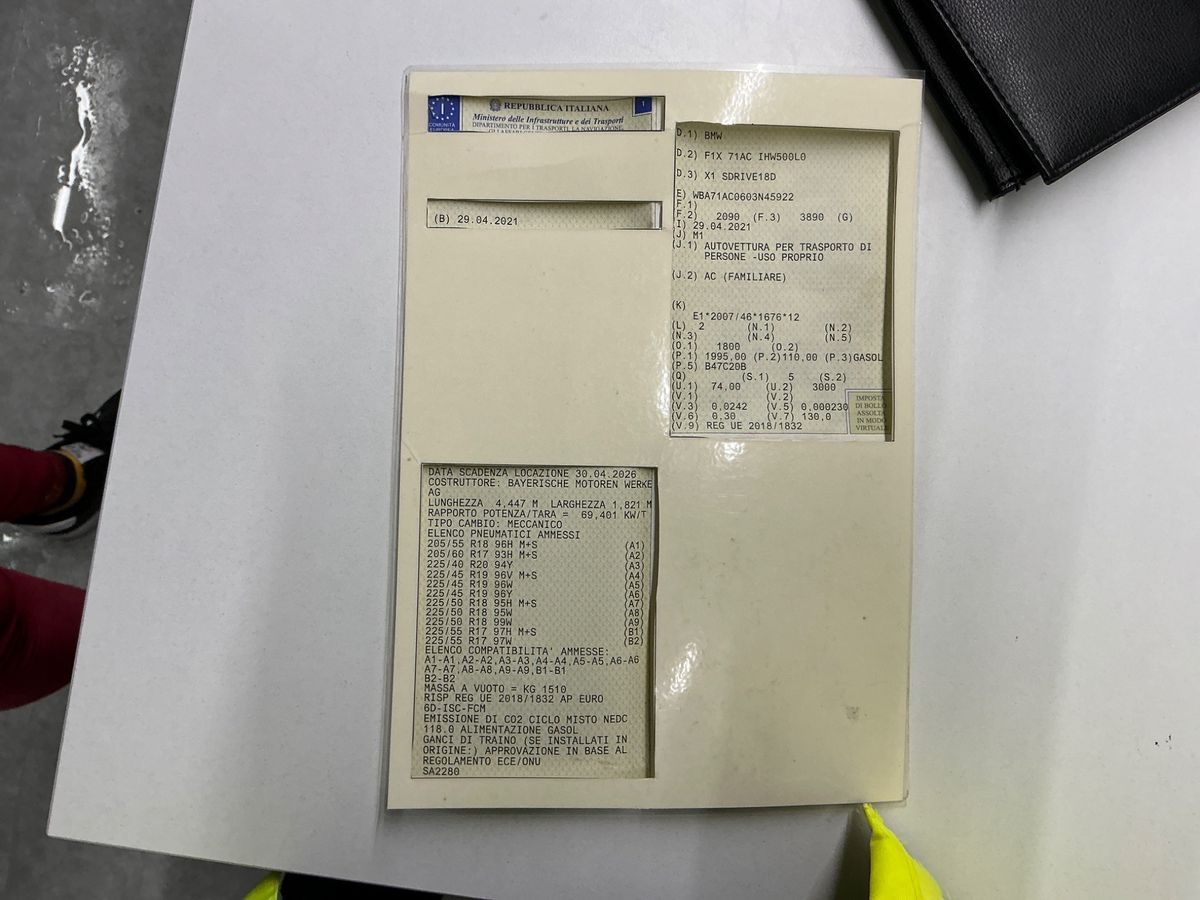 REPUBBLICA ITALIANA
I
COMUNITÀ
EUROPEA
Ministero delle Infrastrutture e dei Trasporti
DIPARTIMENTO PER I TRASPORTI, LA NAVIGAZIONE,
(B) 29.04.2021
DATA SCADENZA LOCAZIONE 30.04.2026
COSTRUTTORE: BAYERISCHE MOTOREN WERKE
AG
LUNGHEZZA 4,447 M LARGHEZZA 1,821 M
RAPPORTO POTENZA/TARA = 69,401 KW/T
TIPO CAMBIO: MECCANICO
ELENCO PNEUMATICI AMMESSI
205/55 R18 96H M+S (A1)
205/60 R17 93H M+S (A2)
225/40 R20 94Y (A3)
225/45 R19 96V M+S (A4)
225/45 R19 96W (A5)
225/45 R19 96Y (A6)
225/50 R18 95H M+S (A7)
225/50 R18 95W (A8)
225/50 R18 99W (A9)
225/55 R17 97H M+S (B1)
225/55 R17 97W (B2)
ELENCO COMPATIBILITA' AMMESSE:
A1-A1,A2-A2,A3-A3,A4-A4,A5-A5,A6-A6
A7-A7,A8-A8,A9-A9,B1-B1
B2-B2
MASSA A VUOTO = KG 1510
RISP REG UE 2018/1832 AP EURO
6D-ISC-FCM
EMISSIONE DI CO2 CICLO MISTO NEDC
118.0 ALIMENTAZIONE GASOL
GANCI DI TRAINO (SE INSTALLATI IN
ORIGINE:) APPROVAZIONE IN BASE AL
REGOLAMENTO ECE/ONU
SA2280
D.1) BMW
D.2) F1X 71AC IHW500L0
D.3) X1 SDRIVE18D
E) WBA71AC0603N45922
F.1)
F.2) 2090 (F.3) 3890 (G)
I) 29.04.2021
(J) M1
(J.1) AUTOVETTURA PER TRASPORTO DI
PERSONE -USO PROPRIO
(J.2) AC (FAMILIARE)
(K)
E1*2007/46*1676*12
(L) 2 (N.1) (N.2)
(N.3) (N.4) (N.5)
(O.1) 1800 (O.2)
(P.1) 1995,00 (P.2)110,00 (P.3)GASOL
(P.5) B47C20B
(Q) (S.1) 5 (S.2)
(U.1) 74,00 (U.2) 3000
(V.1) (V.2)
(V.3) 0,0242 (V.5) 0,000230
(V.6) 0.30 (V.7) 130,0
(V.9) REG UE 2018/1832
IMPOSTA
DI BOLLO
ASSOLTA
IN MODO
VIRTUALE